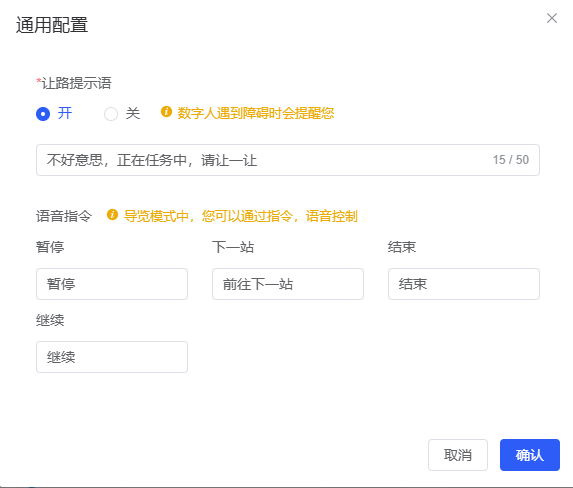 通用配置
*让路提示语
开 关 数字人遇到障碍时会提醒您
不好意思，正在任务中，请让一让 15 / 50
语音指令 导览模式中，您可以通过指令，语音控制
暂停 下一站 结束
暂停 前往下一站 结束
继续
继续
取消 确认